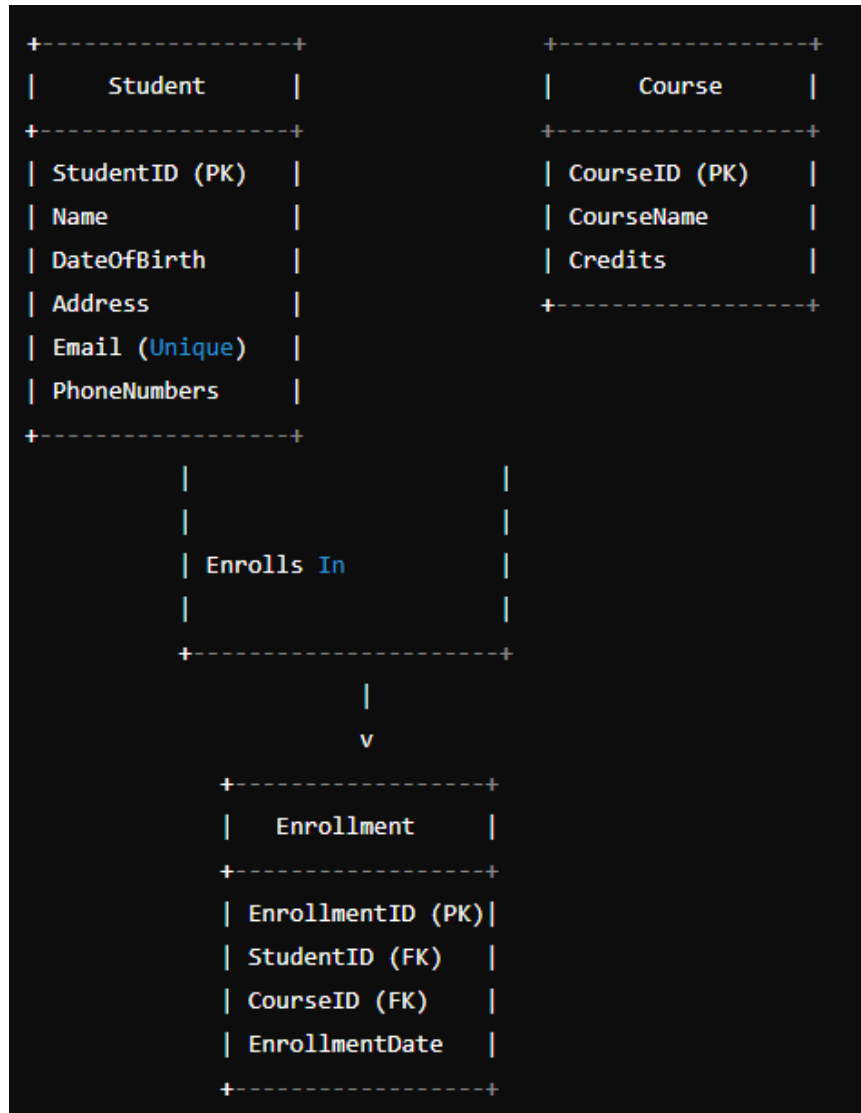 Student Course
StudentID (PK) CourseID (PK)
Name CourseName
DateOfBirth Credits
Address
Email (Unique)
PhoneNumbers
Enrolls In
v
Enrollment
EnrollmentID (PK)
StudentID (FK)
CourseID (FK)
EnrollmentDate